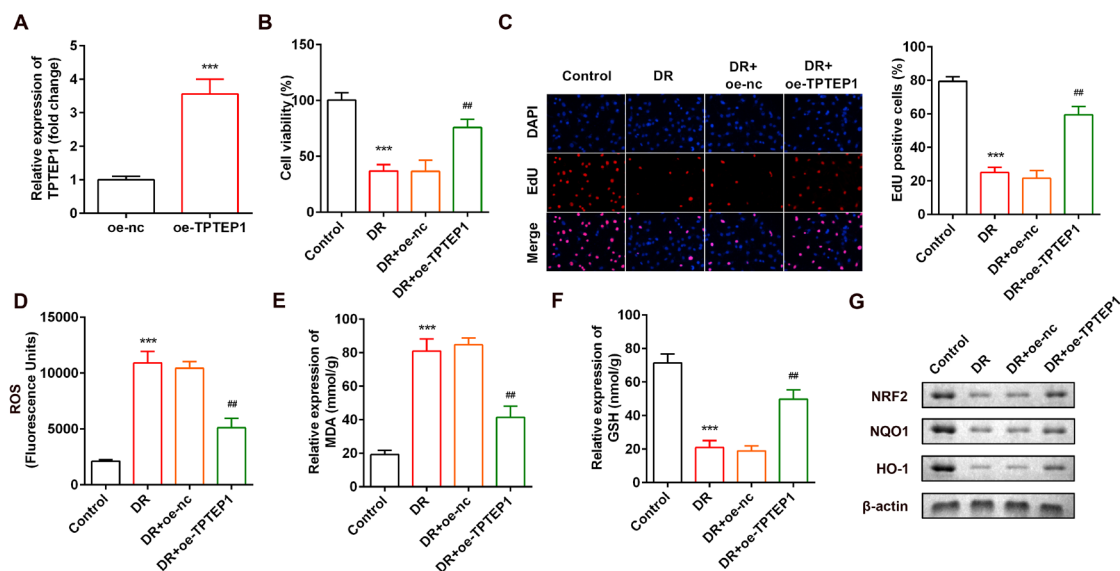 A
Relative expression of
TPTEP1 (fold change)
5
4
3
2
1
0
***
oe-nc
oe-TPTEP1
B
Cell viability (%)
150
100
50
0
***
##
Control
DR
DR+oe-nc
DR+oe-TPTEP1
C
Control
DR
DR+
oe-nc
DR+
oe-TPTEP1
DAPI
EdU
Merge
EdU positive cells (%)
100
80
60
40
20
0
***
##
Control
DR
DR+oe-nc
DR+oe-TPTEP1
D
ROS
(Fluorescence Units)
15000
10000
5000
0
***
##
Control
DR
DR+oe-nc
DR+oe-TPTEP1
E
Relative expression of
MDA (mmol/g)
100
80
60
40
20
0
***
##
Control
DR
DR+oe-nc
DR+oe-TPTEP1
F
Relative expression of
GSH (nmol/g)
100
80
60
40
20
0
***
##
Control
DR
DR+oe-nc
DR+oe-TPTEP1
G
Control
DR
DR+oe-nc
DR+oe-TPTEP1
NRF2
NQO1
HO-1
β-actin